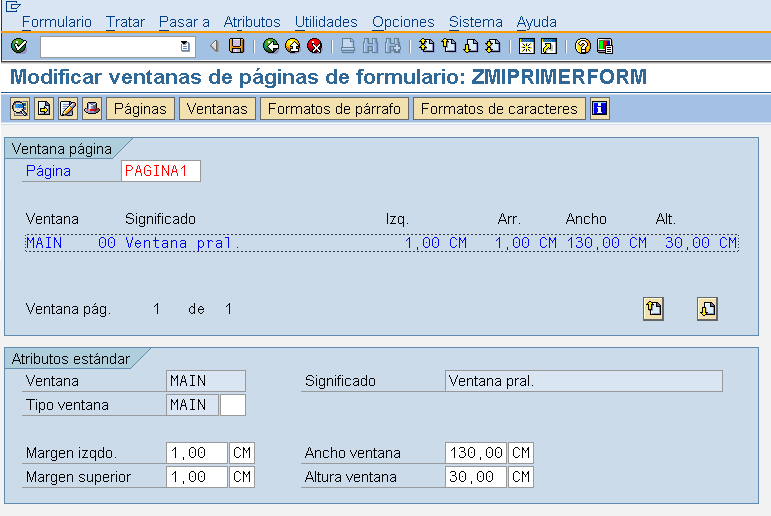 Formulario Tratar Pasar a Atributos Utilidades Opciones Sistema Ayuda
Modificar ventanas de páginas de formulario: ZMIPRIMERFORM
Páginas Ventanas Formatos de párrafo Formatos de caracteres
Ventana página
Página PAGINA1
Ventana Significado Izq. Arr. Ancho Alt.
MAIN 00 Ventana pral. 1,00 CM 1,00 CM 130,00 CM 30,00 CM
Ventana pág. 1 de 1
Atributos estándar
Ventana MAIN Significado Ventana pral.
Tipo ventana MAIN
Margen izqdo. 1,00 CM Ancho ventana 130,00 CM
Margen superior 1,00 CM Altura ventana 30,00 CM